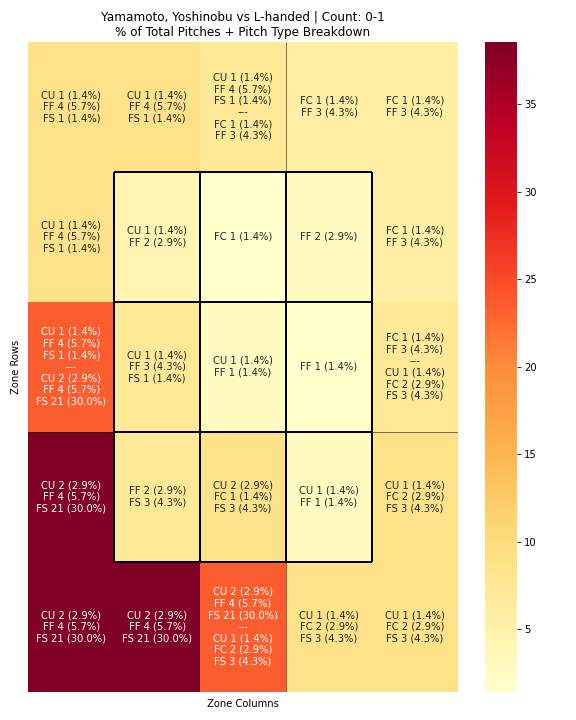 Yamamoto, Yoshinobu vs L-handed | Count: 0-1
% of Total Pitches + Pitch Type Breakdown
CU 1 (1.4%)
FF 4 (5.7%)
FS 1 (1.4%)
CU 1 (1.4%)
FF 4 (5.7%)
FS 1 (1.4%)
CU 1 (1.4%)
FF 4 (5.7%)
FS 1 (1.4%)
---
FC 1 (1.4%)
FF 3 (4.3%)
FC 1 (1.4%)
FF 3 (4.3%)
FC 1 (1.4%)
FF 3 (4.3%)
CU 1 (1.4%)
FF 4 (5.7%)
FS 1 (1.4%)
CU 1 (1.4%)
FF 2 (2.9%)
FC 1 (1.4%)
FF 2 (2.9%)
FC 1 (1.4%)
FF 3 (4.3%)
CU 1 (1.4%)
FF 4 (5.7%)
FS 1 (1.4%)
---
CU 2 (2.9%)
FF 4 (5.7%)
FS 21 (30.0%)
CU 1 (1.4%)
FF 3 (4.3%)
FS 1 (1.4%)
CU 1 (1.4%)
FF 1 (1.4%)
FF 1 (1.4%)
FC 1 (1.4%)
FF 3 (4.3%)
---
CU 1 (1.4%)
FC 2 (2.9%)
FS 3 (4.3%)
CU 2 (2.9%)
FF 4 (5.7%)
FS 21 (30.0%)
FF 2 (2.9%)
FS 3 (4.3%)
CU 2 (2.9%)
FC 1 (1.4%)
FS 3 (4.3%)
CU 1 (1.4%)
FF 1 (1.4%)
CU 1 (1.4%)
FC 2 (2.9%)
FS 3 (4.3%)
CU 2 (2.9%)
FF 4 (5.7%)
FS 21 (30.0%)
CU 2 (2.9%)
FF 4 (5.7%)
FS 21 (30.0%)
CU 2 (2.9%)
FF 4 (5.7%)
FS 21 (30.0%)
---
CU 1 (1.4%)
FC 2 (2.9%)
FS 3 (4.3%)
CU 1 (1.4%)
FC 2 (2.9%)
FS 3 (4.3%)
CU 1 (1.4%)
FC 2 (2.9%)
FS 3 (4.3%)
Zone Rows
Zone Columns
35
30
25
20
15
10
5